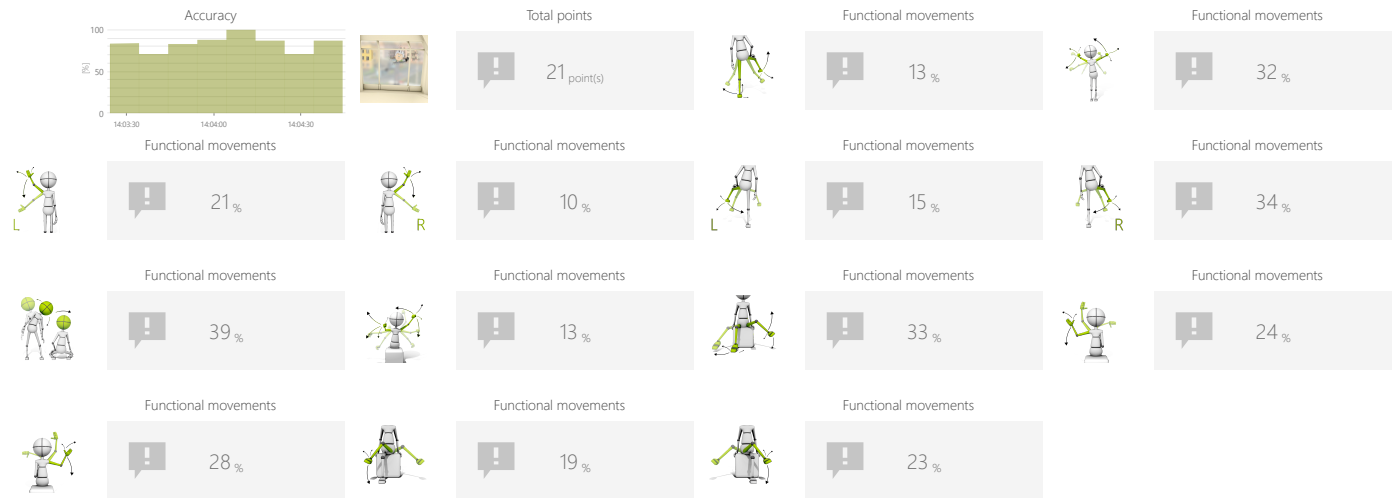 Accuracy
100
[%]
50
0
14:03:30 14:04:00 14:04:30
Total points
21 point(s)
Functional movements
13 %
Functional movements
32 %
Functional movements
L
21 %
Functional movements
R
10 %
Functional movements
L
15 %
Functional movements
R
34 %
Functional movements
39 %
Functional movements
13 %
Functional movements
33 %
Functional movements
24 %
Functional movements
28 %
Functional movements
19 %
Functional movements
23 %